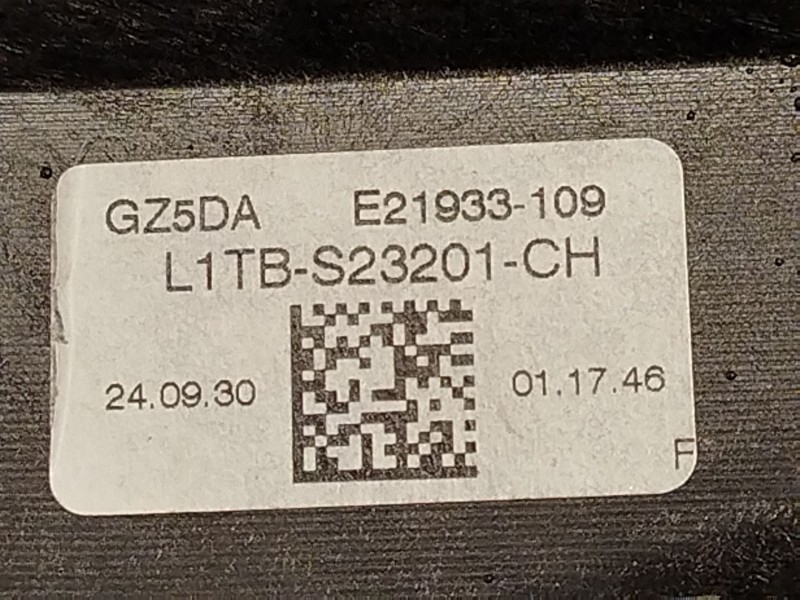 GZ5DA E21933-109
L1TB-S23201-CH
24.09.30 01.17.46
F